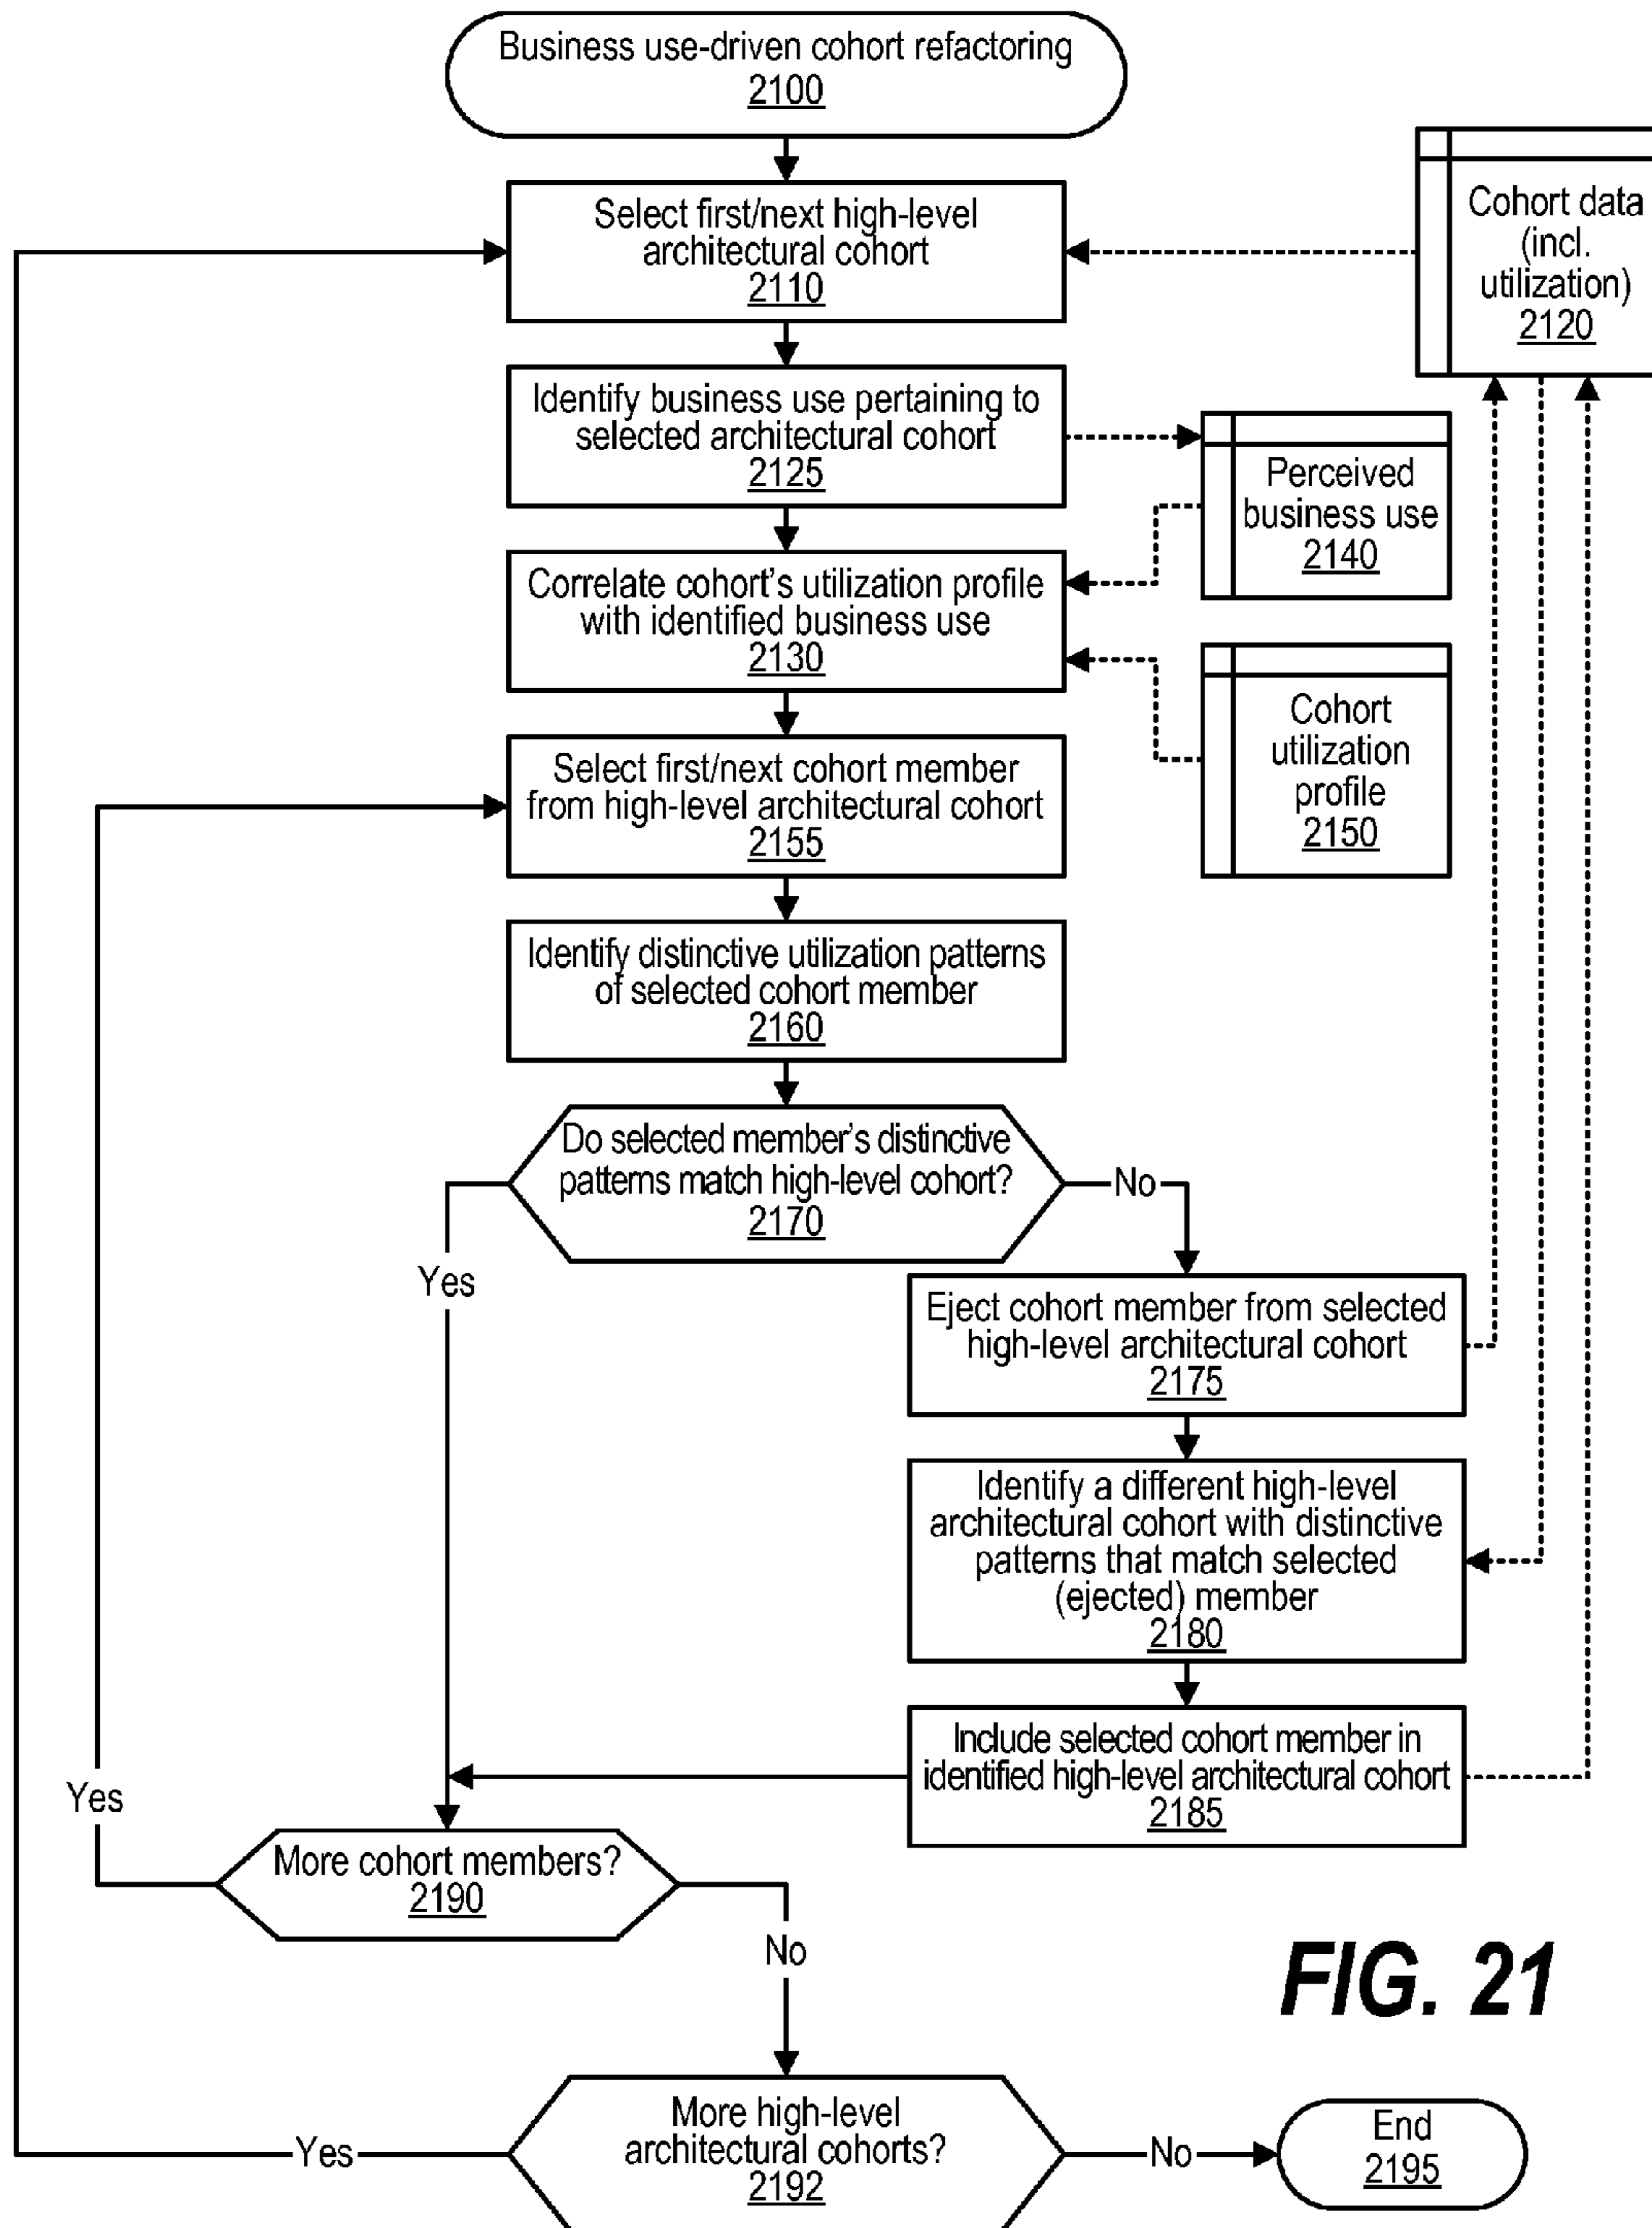 Business use-driven cohort refactoring
2100
Select first/next high-level
architectural cohort
2110
Cohort data
(incl.
utilization)
2120
Identify business use pertaining to
selected architectural cohort
2125
Perceived
business use
2140
Correlate cohort's utilization profile
with identified business use
2130
Cohort
utilization
profile
2150
Select first/next cohort member
from high-level architectural cohort
2155
Identify distinctive utilization patterns
of selected cohort member
2160
Do selected member's distinctive
patterns match high-level cohort?
2170
No
Yes
Eject cohort member from selected
high-level architectural cohort
2175
Identify a different high-level
architectural cohort with distinctive
patterns that match selected
(ejected) member
2180
Include selected cohort member in
identified high-level architectural cohort
2185
Yes
More cohort members?
2190
No
FIG. 21
More high-level
architectural cohorts?
2192
Yes
No
End
2195